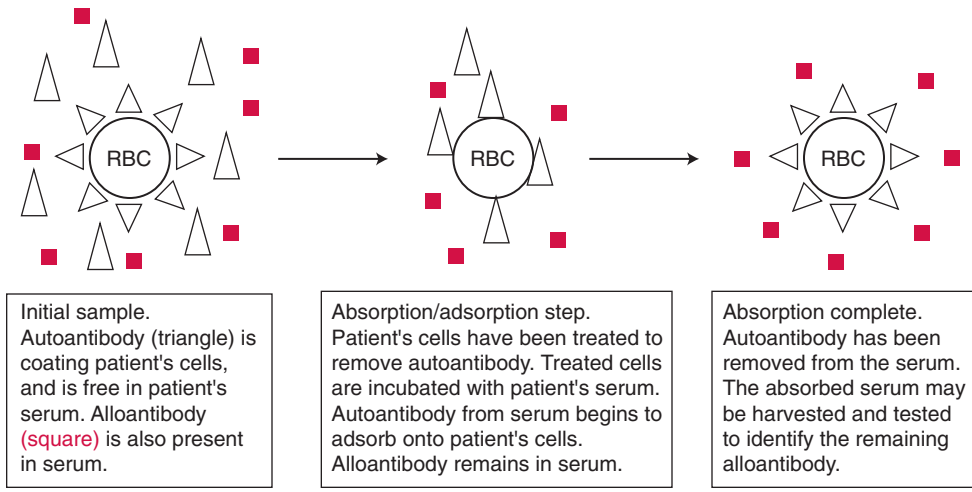 RBC
RBC
RBC
Initial sample.
Autoantibody (triangle) is
coating patient's cells,
and is free in patient's
serum. Alloantibody
(square) is also present
in serum.
Absorption/adsorption step.
Patient's cells have been treated to
remove autoantibody. Treated cells
are incubated with patient's serum.
Autoantibody from serum begins to
adsorb onto patient's cells.
Alloantibody remains in serum.
Absorption complete.
Autoantibody has been
removed from the serum.
The absorbed serum may
be harvested and tested
to identify the remaining
alloantibody.